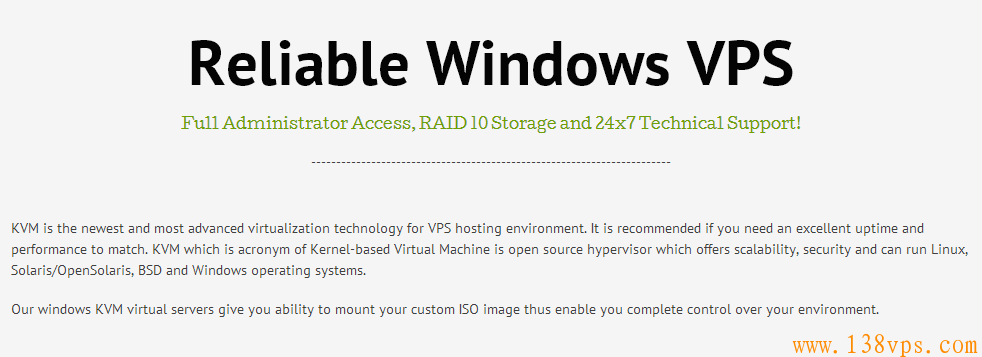 Reliable Windows VPS
Full Administrator Access, RAID 10 Storage and 24x7 Technical Support!
------------------------------------------------------------------------
KVM is the newest and most advanced virtualization technology for VPS hosting environment. It is recommended if you need an excellent uptime and
performance to match. KVM which is acronym of Kernel-based Virtual Machine is open source hypervisor which offers scalability, security and can run Linux,
Solaris/OpenSolaris, BSD and Windows operating systems.
Our windows KVM virtual servers give you ability to mount your custom ISO image thus enable you complete control over your environment.
www.138vps.com